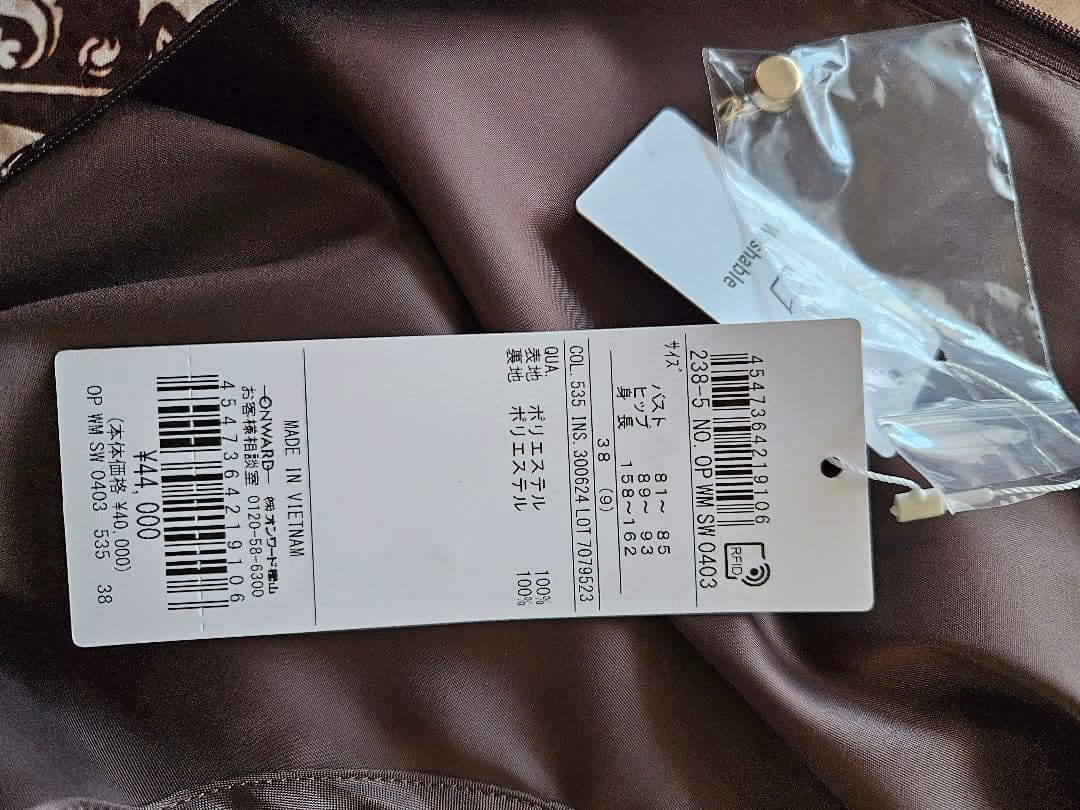 4547364219106
RFID
238-5 NO. OP WM SW 0403
サイズ
バスト 81～ 85
ヒップ 89～ 93
身長 158～162
38 (9)
COL. 535 INS. 300624 LOT 7079523
QUA.
表地 ポリエステル 100%
裏地 ポリエステル 100%
MADE IN VIETNAM
ONWARD ㈱オンワード樫山
お客様相談室 0120-58-6300
4547364219106
¥44,000
(本体価格 ¥40,000)
OP WM SW 0403 535 38